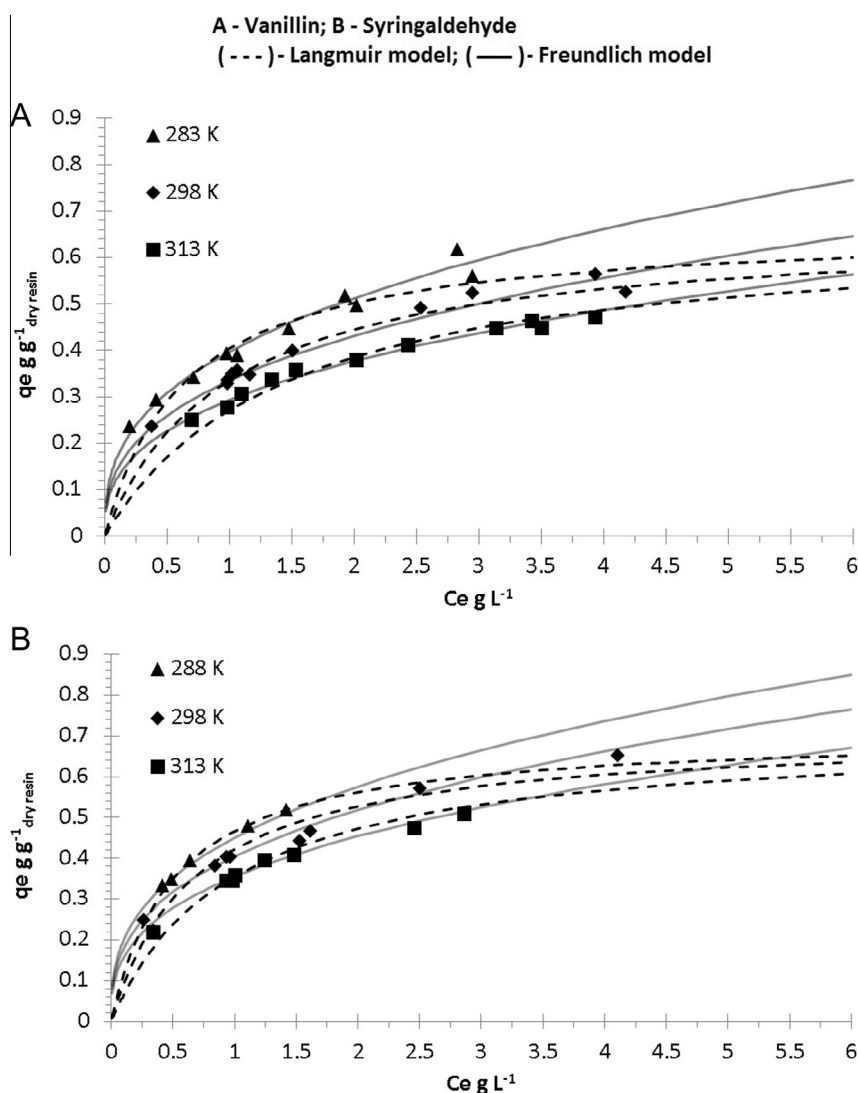 A - Vanillin; B - Syringaldehyde
( - - - )- Langmuir model; ( — )- Freundlich model
A
0.9
0.8
0.7
0.6
0.5
0.4
0.3
0.2
0.1
0
283 K
298 K
313 K
qe g g-1 dry resin
0 0.5 1 1.5 2 2.5 3 3.5 4 4.5 5 5.5 6
Ce g L-1
B
0.9
0.8
0.7
0.6
0.5
0.4
0.3
0.2
0.1
0
288 K
298 K
313 K
qe g g-1 dry resin
0 0.5 1 1.5 2 2.5 3 3.5 4 4.5 5 5.5 6
Ce g L-1